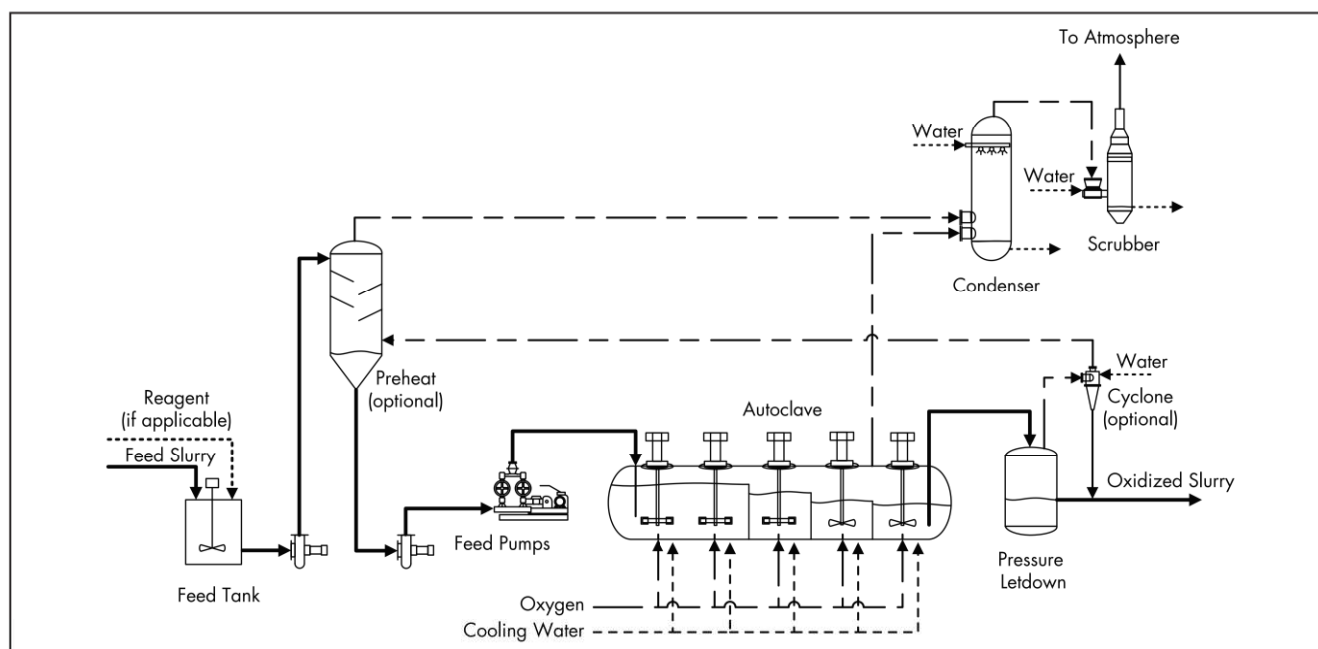 To Atmosphere
Water
Water
Scrubber
Condenser
Preheat
(optional)
Water
Cyclone
(optional)
Reagent
(if applicable)
Feed Slurry
Autoclave
Oxidized Slurry
Feed Pumps
Pressure
Letdown
Feed Tank
Oxygen
Cooling Water